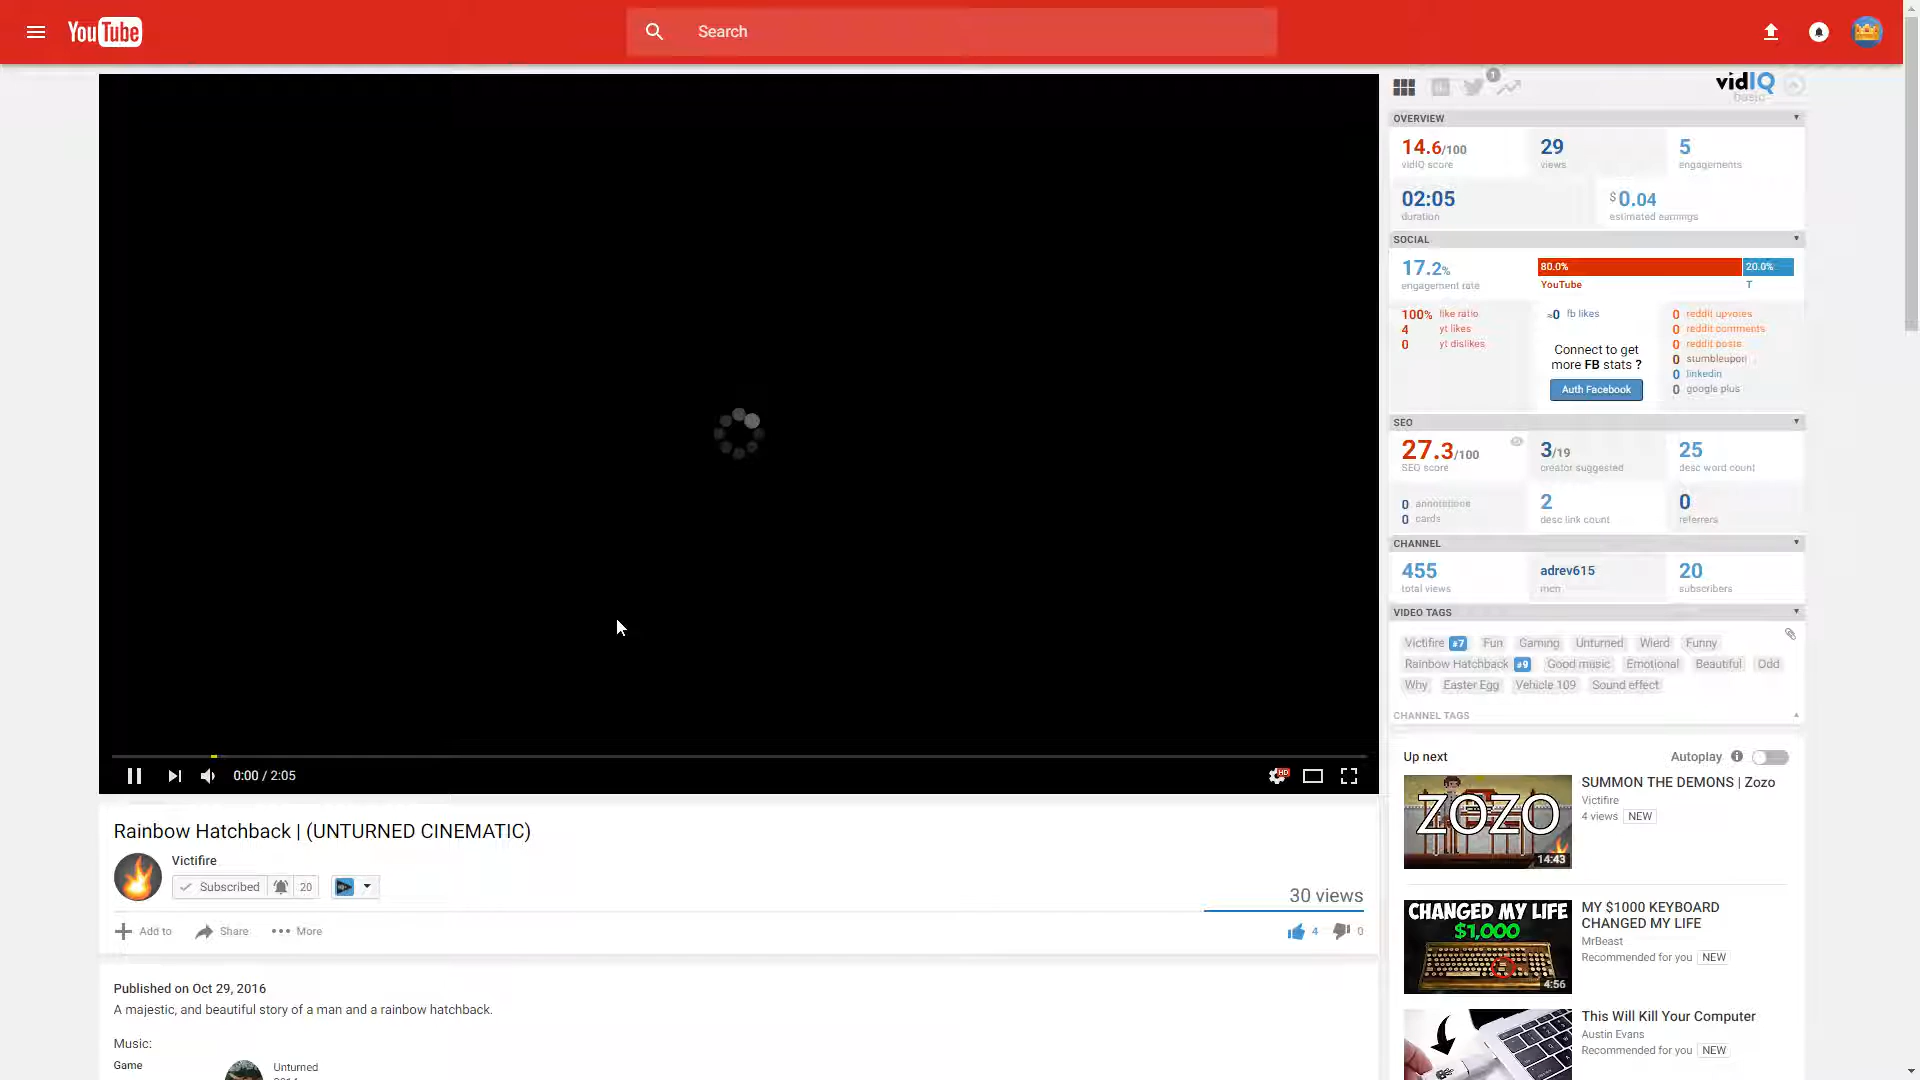 YouTube
Search
1
vidIQ
basic
OVERVIEW
14.6/100
vidIQ score
29
views
5
engagements
02:05
duration
$0.04
estimated earnings
SOCIAL
17.2%
engagement rate
80.0%
20.0%
YouTube
T
100% like ratio
4 yt likes
0 yt dislikes
≈0 fb likes
Connect to get
more FB stats ?
Auth Facebook
0 reddit upvotes
0 reddit comments
0 reddit posts
0 stumbleupon
0 linkedin
0 google plus
SEO
27.3/100
SEO score
3/19
creator suggested
25
desc word count
0 annotations
0 cards
2
desc link count
0
referrers
CHANNEL
455
total views
adrev615
mcn
20
subscribers
VIDEO TAGS
Victifire #7 Fun Gaming Unturned Wierd Funny
Rainbow Hatchback #9 Good music Emotional Beautiful Odd
Why Easter Egg Vehicle 109 Sound effect
CHANNEL TAGS
0:00 / 2:05
HD
Rainbow Hatchback | (UNTURNED CINEMATIC)
Victifire
Subscribed 20
30 views
Add to Share More
4 0
Published on Oct 29, 2016
A majestic, and beautiful story of a man and a rainbow hatchback.
Music:
Game
Unturned
Up next
Autoplay
ZOZO
14:43
SUMMON THE DEMONS | Zozo
Victifire
4 views NEW
CHANGED MY LIFE
$1,000
4:56
MY $1000 KEYBOARD
CHANGED MY LIFE
MrBeast
Recommended for you NEW
This Will Kill Your Computer
Austin Evans
Recommended for you NEW